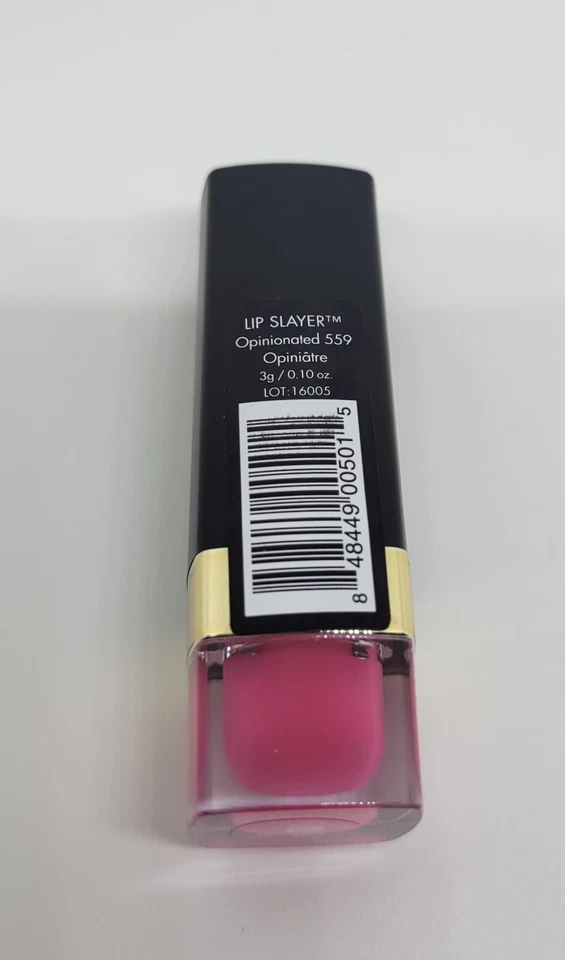 LIP SLAYER™
Opinionated 559
Opiniâtre
3g / 0.10 oz.
LOT:16005
8 48449 00501 5